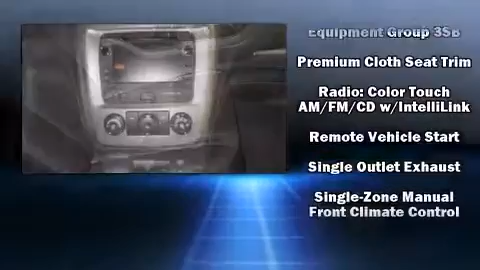 Equipment Group 3SB
Premium Cloth Seat Trim
Radio: Color Touch
AM/FM/CD w/IntelliLink
Remote Vehicle Start
Single Outlet Exhaust
Single-Zone Manual
Front Climate Control